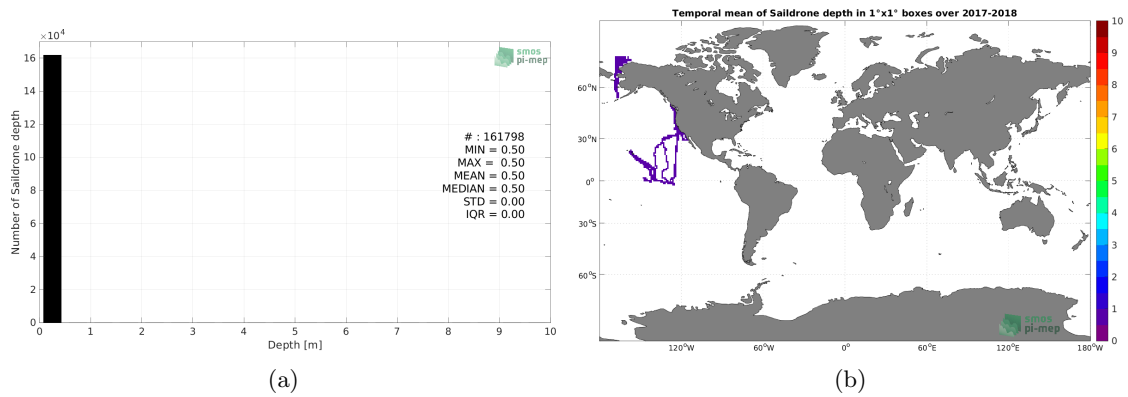 ×10⁴
16
14
12
10
8
6
4
2
0
Number of Saildrone depth
smos
pi-mep
# : 161798
MIN = 0.50
MAX = 0.50
MEAN = 0.50
MEDIAN = 0.50
STD = 0.00
IQR = 0.00
0 1 2 3 4 5 6 7 8 9 10
Depth [m]
(a)
Temporal mean of Saildrone depth in 1°x1° boxes over 2017-2018
60°N
30°N
0°
30°S
60°S
smos
pi-mep
120°W 60°W 0° 60°E 120°E 180°W
10
9
8
7
6
5
4
3
2
1
0
(b)